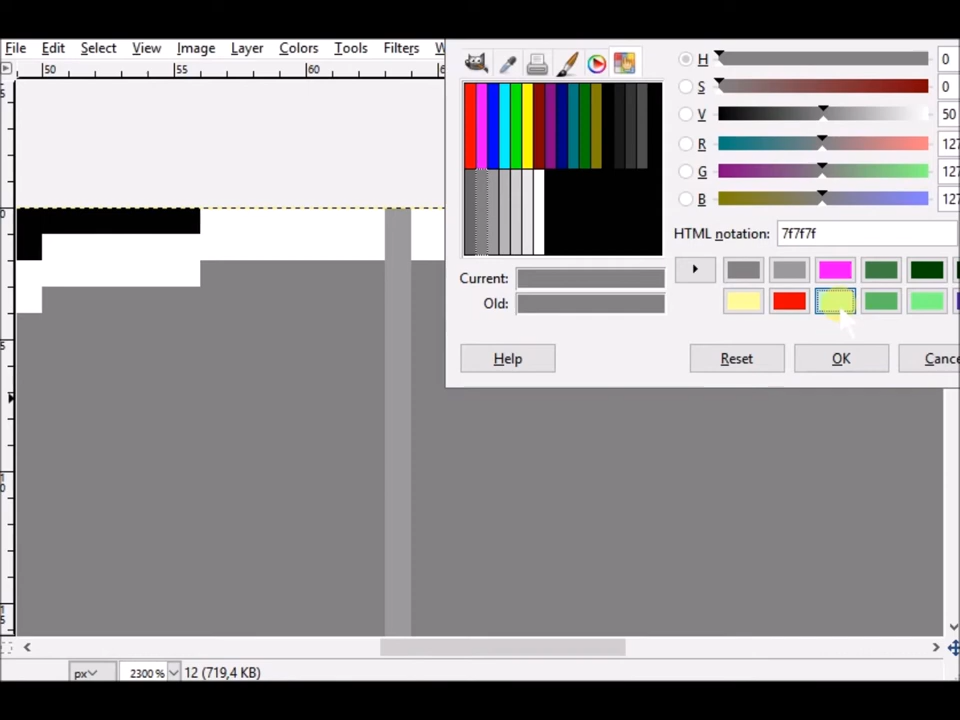 File Edit Select View Image Layer Colors Tools Filters
50 55 60
H 0
S 0
V 50
R 127
G 127
B 127
HTML notation: 7f7f7f
Current:
Old:
Help Reset OK Cance
px 2300 % 12 (719,4 KB)